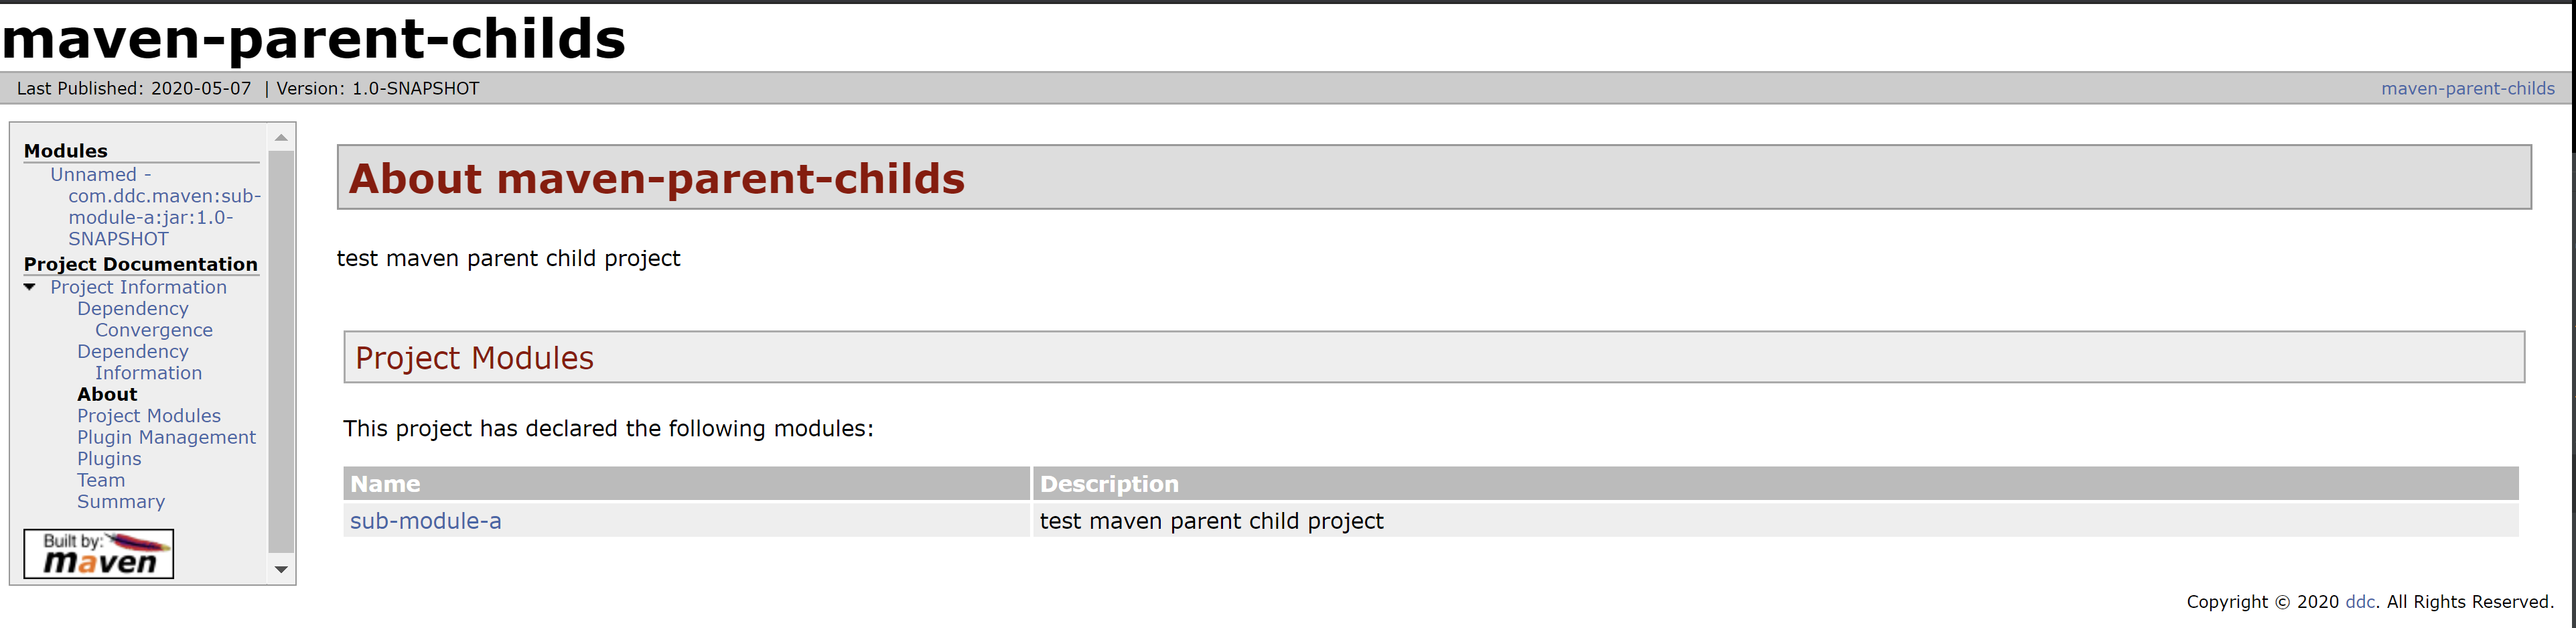 maven-parent-childs
Last Published: 2020-05-07 | Version: 1.0-SNAPSHOT
maven-parent-childs
Modules
Unnamed -
com.ddc.maven:sub-
module-a:jar:1.0-
SNAPSHOT
Project Documentation
Project Information
Dependency
Convergence
Dependency
Information
About
Project Modules
Plugin Management
Plugins
Team
Summary
Built by:
maven
About maven-parent-childs
test maven parent child project
Project Modules
This project has declared the following modules:
Name Description
sub-module-a test maven parent child project
Copyright © 2020 ddc. All Rights Reserved.